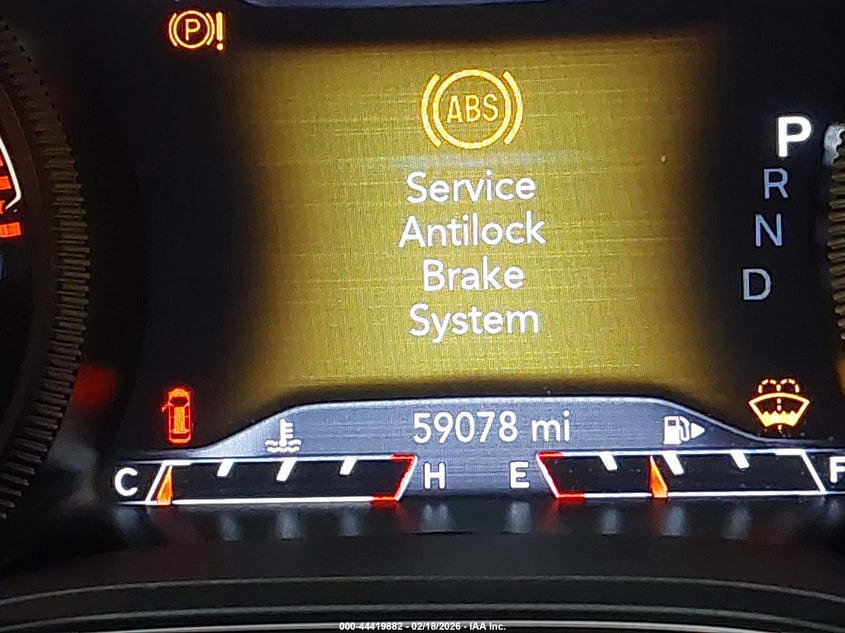 P!
ABS
Service
Antilock
Brake
System
P
R
N
D
59078 mi
C H E F
000-44419882 - 02/18/2026 - IAA Inc.